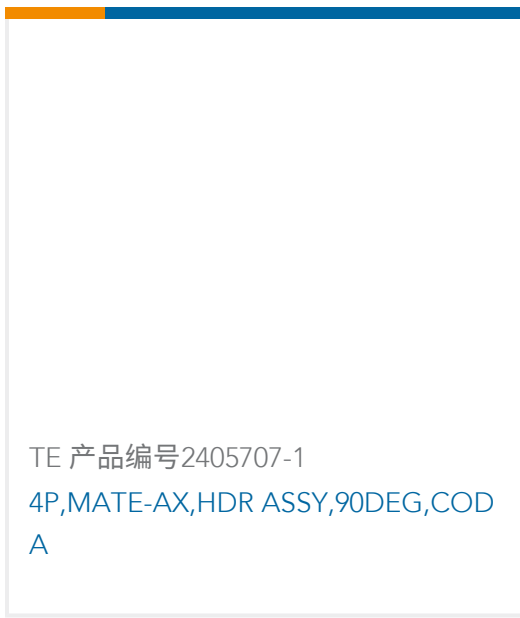 TE 产品编号2405707-1
4P,MATE-AX,HDR ASSY,90DEG,COD
A